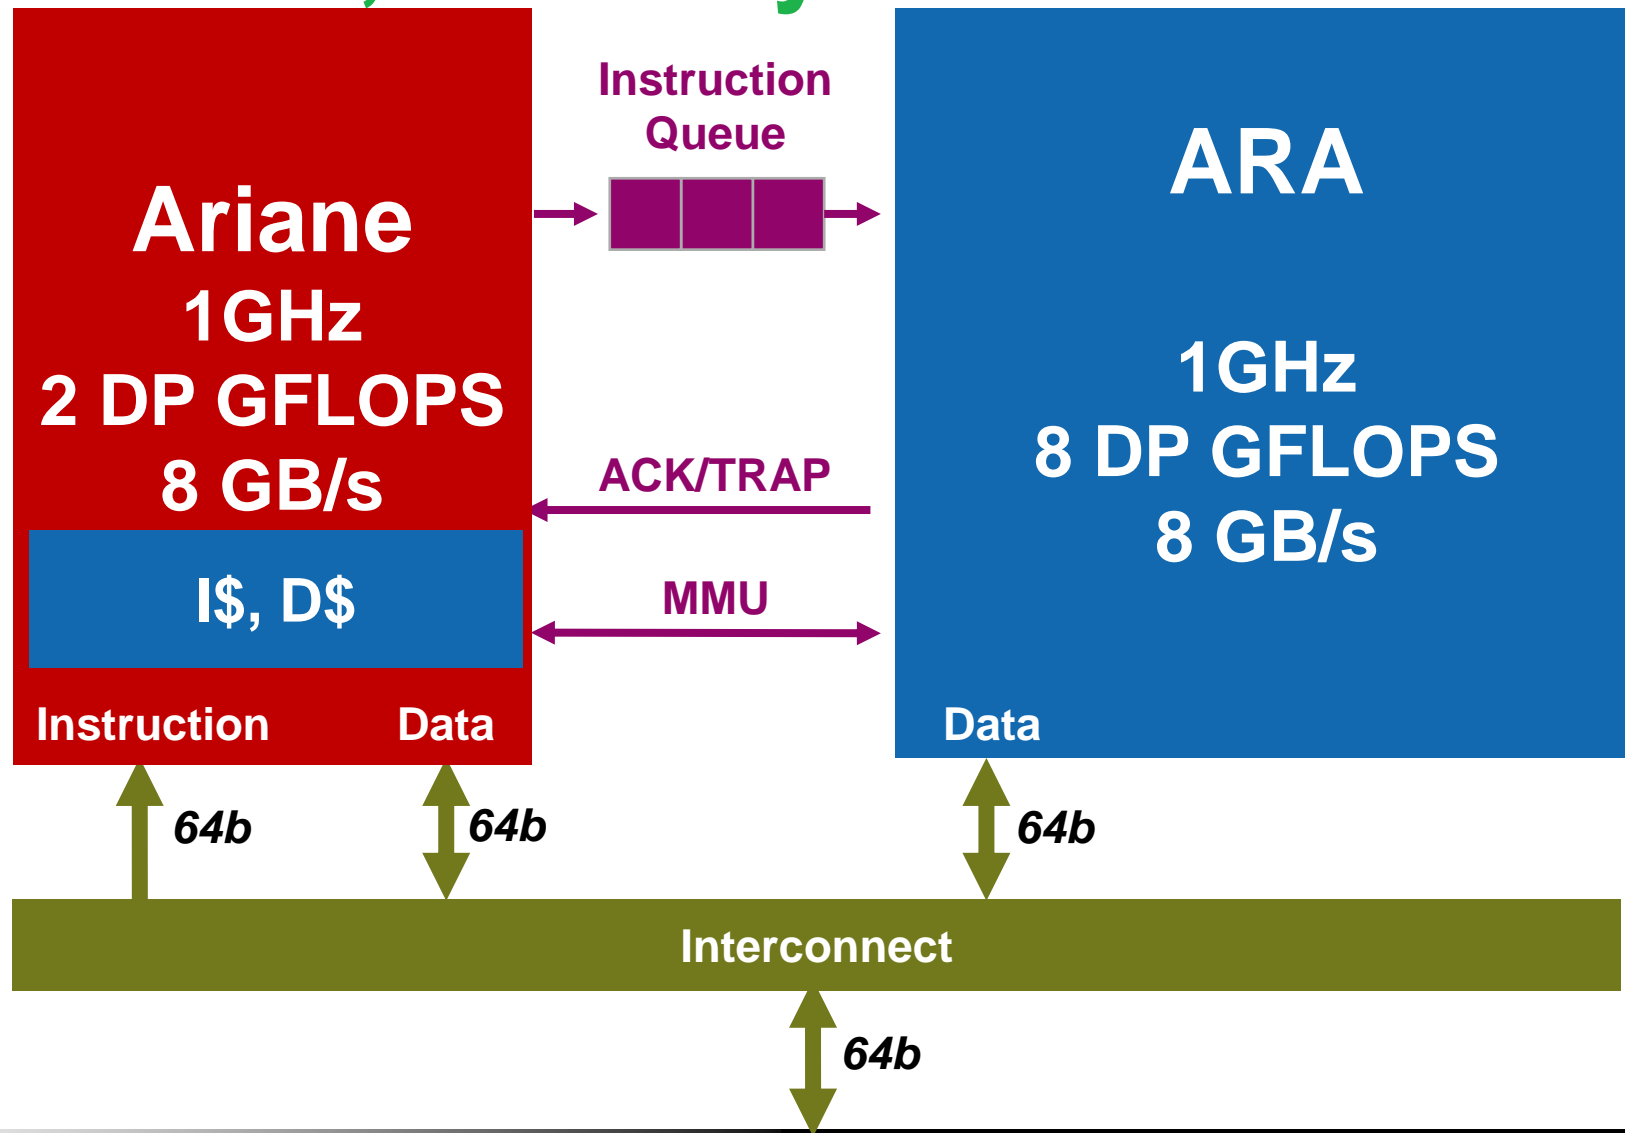 Instruction
Queue
Ariane
1GHz
2 DP GFLOPS
8 GB/s
I$, D$
Instruction
Data
ACK/TRAP
MMU
ARA
1GHz
8 DP GFLOPS
8 GB/s
Data
64b
64b
64b
Interconnect
64b